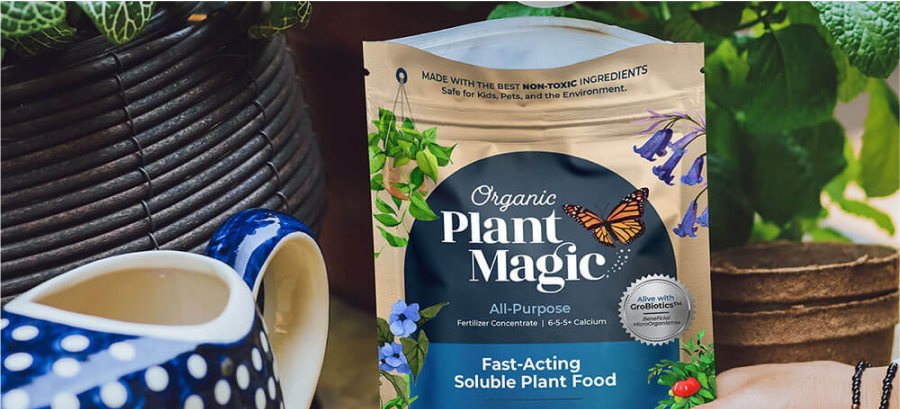 MADE WITH THE BEST NON-TOXIC INGREDIENTS
Safe for Kids, Pets, and the Environment.
Organic
Plant
Magic
All-Purpose
Fertilizer Concentrate | 6-5-5+ Calcium
Alive with
GroBiotics™
Beneficial
MicroOrganisms
Fast-Acting
Soluble Plant Food